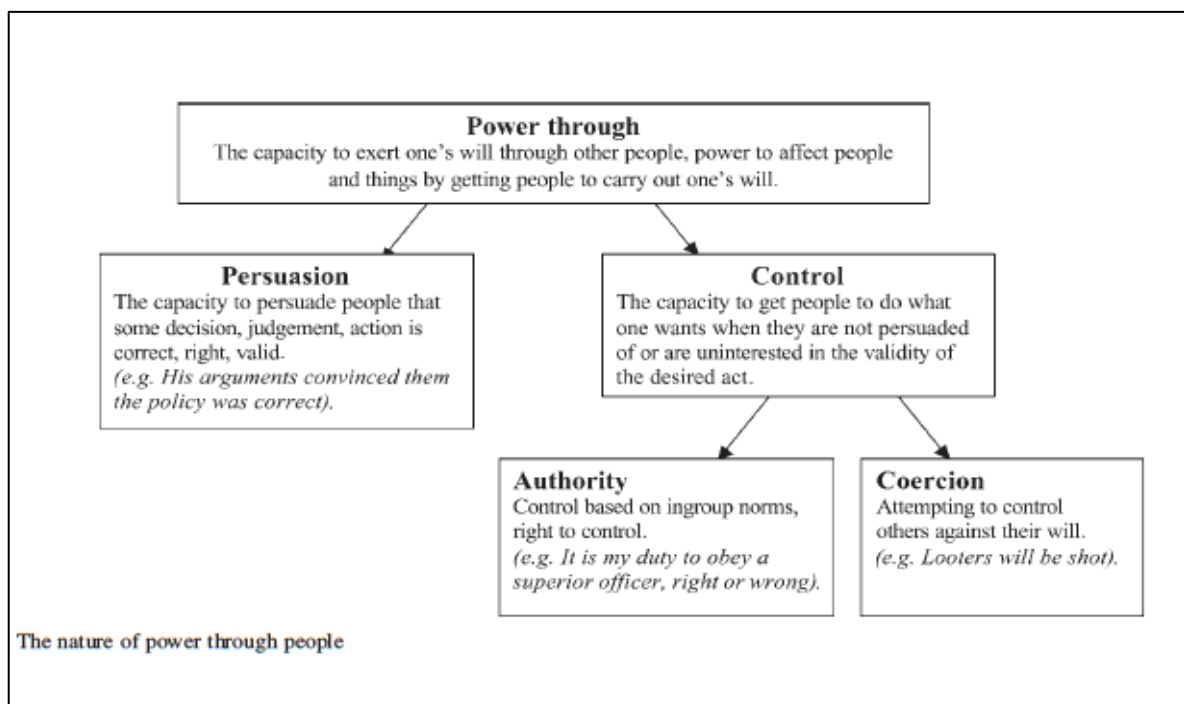 Power through
The capacity to exert one's will through other people, power to affect people
and things by getting people to carry out one's will.
Persuasion
The capacity to persuade people that
some decision, judgement, action is
correct, right, valid.
(e.g. His arguments convinced them
the policy was correct).
Control
The capacity to get people to do what
one wants when they are not persuaded
of or are uninterested in the validity of
the desired act.
Authority
Control based on ingroup norms,
right to control.
(e.g. It is my duty to obey a
superior officer, right or wrong).
Coercion
Attempting to control
others against their will.
(e.g. Looters will be shot).
The nature of power through people